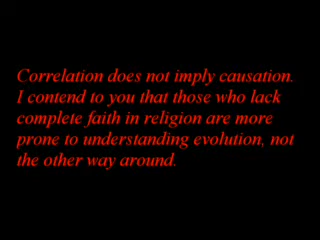 Correlation does not imply causation.
I contend to you that those who lack
complete faith in religion are more
prone to understanding evolution, not
the other way around.